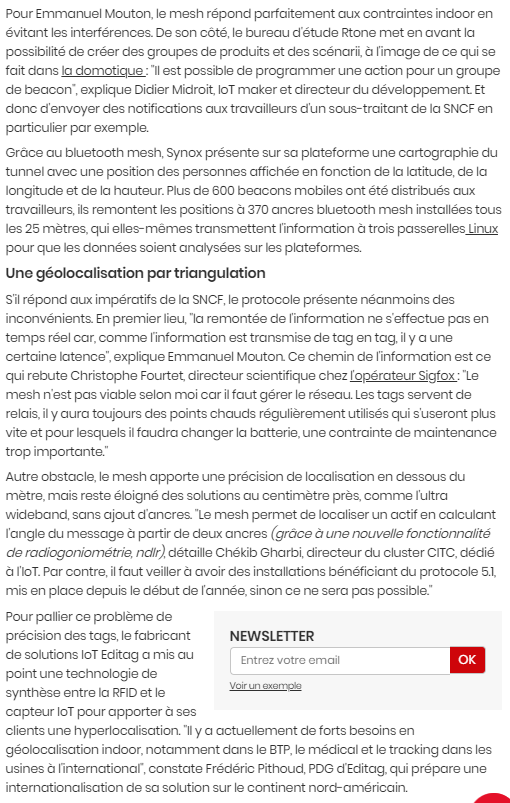 Pour Emmanuel Mouton, le mesh répond parfaitement aux contraintes indoor en
évitant les interférences. De son côté, le bureau d'étude Rtone met en avant la
possibilité de créer des groupes de produits et des scénarii, à l'image de ce qui se
fait dans la domotique : "Il est possible de programmer une action pour un groupe
de beacon", explique Didier Midroit, IoT maker et directeur du développement. Et
donc d'envoyer des notifications aux travailleurs d'un sous-traitant de la SNCF en
particulier par exemple.
Grâce au bluetooth mesh, Synox présente sur sa plateforme une cartographie du
tunnel avec une position des personnes affichée en fonction de la latitude, de la
longitude et de la hauteur. Plus de 600 beacons mobiles ont été distribués aux
travailleurs, ils remontent les positions à 370 ancres bluetooth mesh installées tous
les 25 mètres, qui elles-mêmes transmettent l'information à trois passerelles Linux
pour que les données soient analysées sur les plateformes.
Une géolocalisation par triangulation
S'il répond aux impératifs de la SNCF, le protocole présente néanmoins des
inconvénients. En premier lieu, "la remontée de l'information ne s'effectue pas en
temps réel car, comme l'information est transmise de tag en tag, il y a une
certaine latence", explique Emmanuel Mouton. Ce chemin de l'information est ce
qui rebute Christophe Fourtet, directeur scientifique chez l'opérateur Sigfox : "Le
mesh n'est pas viable selon moi car il faut gérer le réseau. Les tags servent de
relais, il y aura toujours des points chauds régulièrement utilisés qui s'useront plus
vite et pour lesquels il faudra changer la batterie, une contrainte de maintenance
trop importante."
Autre obstacle, le mesh apporte une précision de localisation en dessous du
mètre, mais reste éloigné des solutions au centimètre près, comme l'ultra
wideband, sans ajout d'ancres. "Le mesh permet de localiser un actif en calculant
l'angle du message à partir de deux ancres (grâce à une nouvelle fonctionnalité
de radiogoniométrie, ndlr), détaille Chékib Gharbi, directeur du cluster CITC, dédié
à l'IoT. Par contre, il faut veiller à avoir des installations bénéficiant du protocole 5.1,
mis en place depuis le début de l'année, sinon ce ne sera pas possible."
Pour pallier ce problème de
précision des tags, le fabricant
de solutions IoT Editag a mis au
point une technologie de
synthèse entre la RFID et le
capteur IoT pour apporter à ses
clients une hyperlocalisation. "Il y a actuellement de forts besoins en
géolocalisation indoor, notamment dans le BTP, le médical et le tracking dans les
usines à l'international", constate Frédéric Pithoud, PDG d'Editag, qui prépare une
internationalisation de sa solution sur le continent nord-américain.
NEWSLETTER
Entrez votre email
OK
Voir un exemple